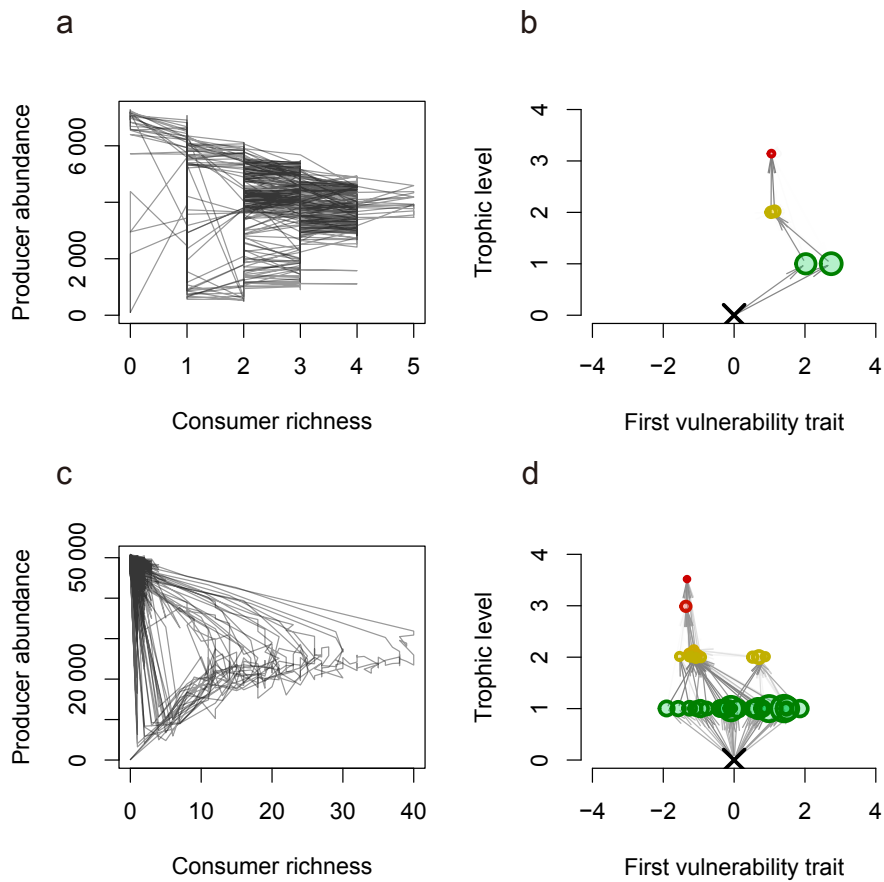 a
Producer abundance
0
2 000
6 000
0 1 2 3 4 5
Consumer richness
b
Trophic level
0
1
2
3
4
−4 −2 0 2 4
First vulnerability trait
c
Producer abundance
0
20 000
50 000
0 10 20 30 40
Consumer richness
d
Trophic level
0
1
2
3
4
−4 −2 0 2 4
First vulnerability trait